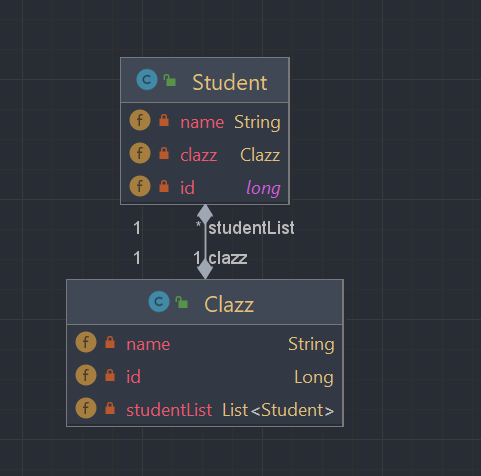 C Student
f name String
f clazz Clazz
f id long
1 * studentList
1 1 clazz
C Clazz
f name String
f id Long
f studentList List<Student>